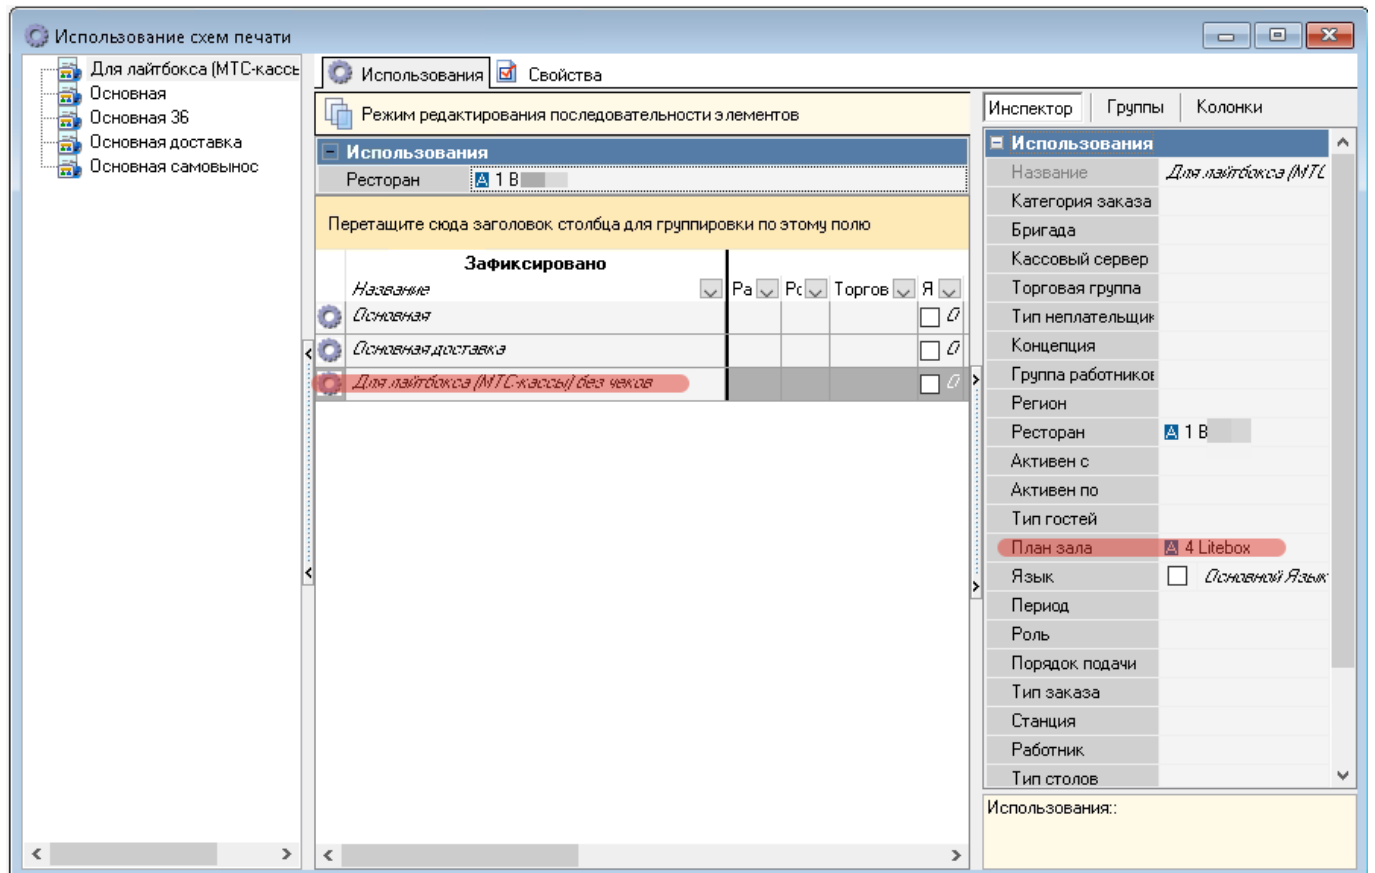 Использование схем печати
Для лайтбокса (МТС-кассь
Основная
Основная 36
Основная доставка
Основная самовынос
Использования
Свойства
Режим редактирования последовательности элементов
Использования
Ресторан 1 В
Перетащите сюда заголовок столбца для группировки по этому полю
Зафиксировано
Название Ра Рс Торгов Я
Основная О
Основная доставка О
Для лайтбокса (МТС-кассы) без чеков О
Инспектор Группы Колонки
Использования
Название Для лайтбокса (МТС
Категория заказа
Бригада
Кассовый сервер
Торговая группа
Тип неплательщик
Концепция
Группа работников
Регион
Ресторан А 1 В
Активен с
Активен по
Тип гостей
План зала А 4 Litebox
Язык Основной Язык
Период
Роль
Порядок подачи
Тип заказа
Станция
Работник
Тип столов
Использования::